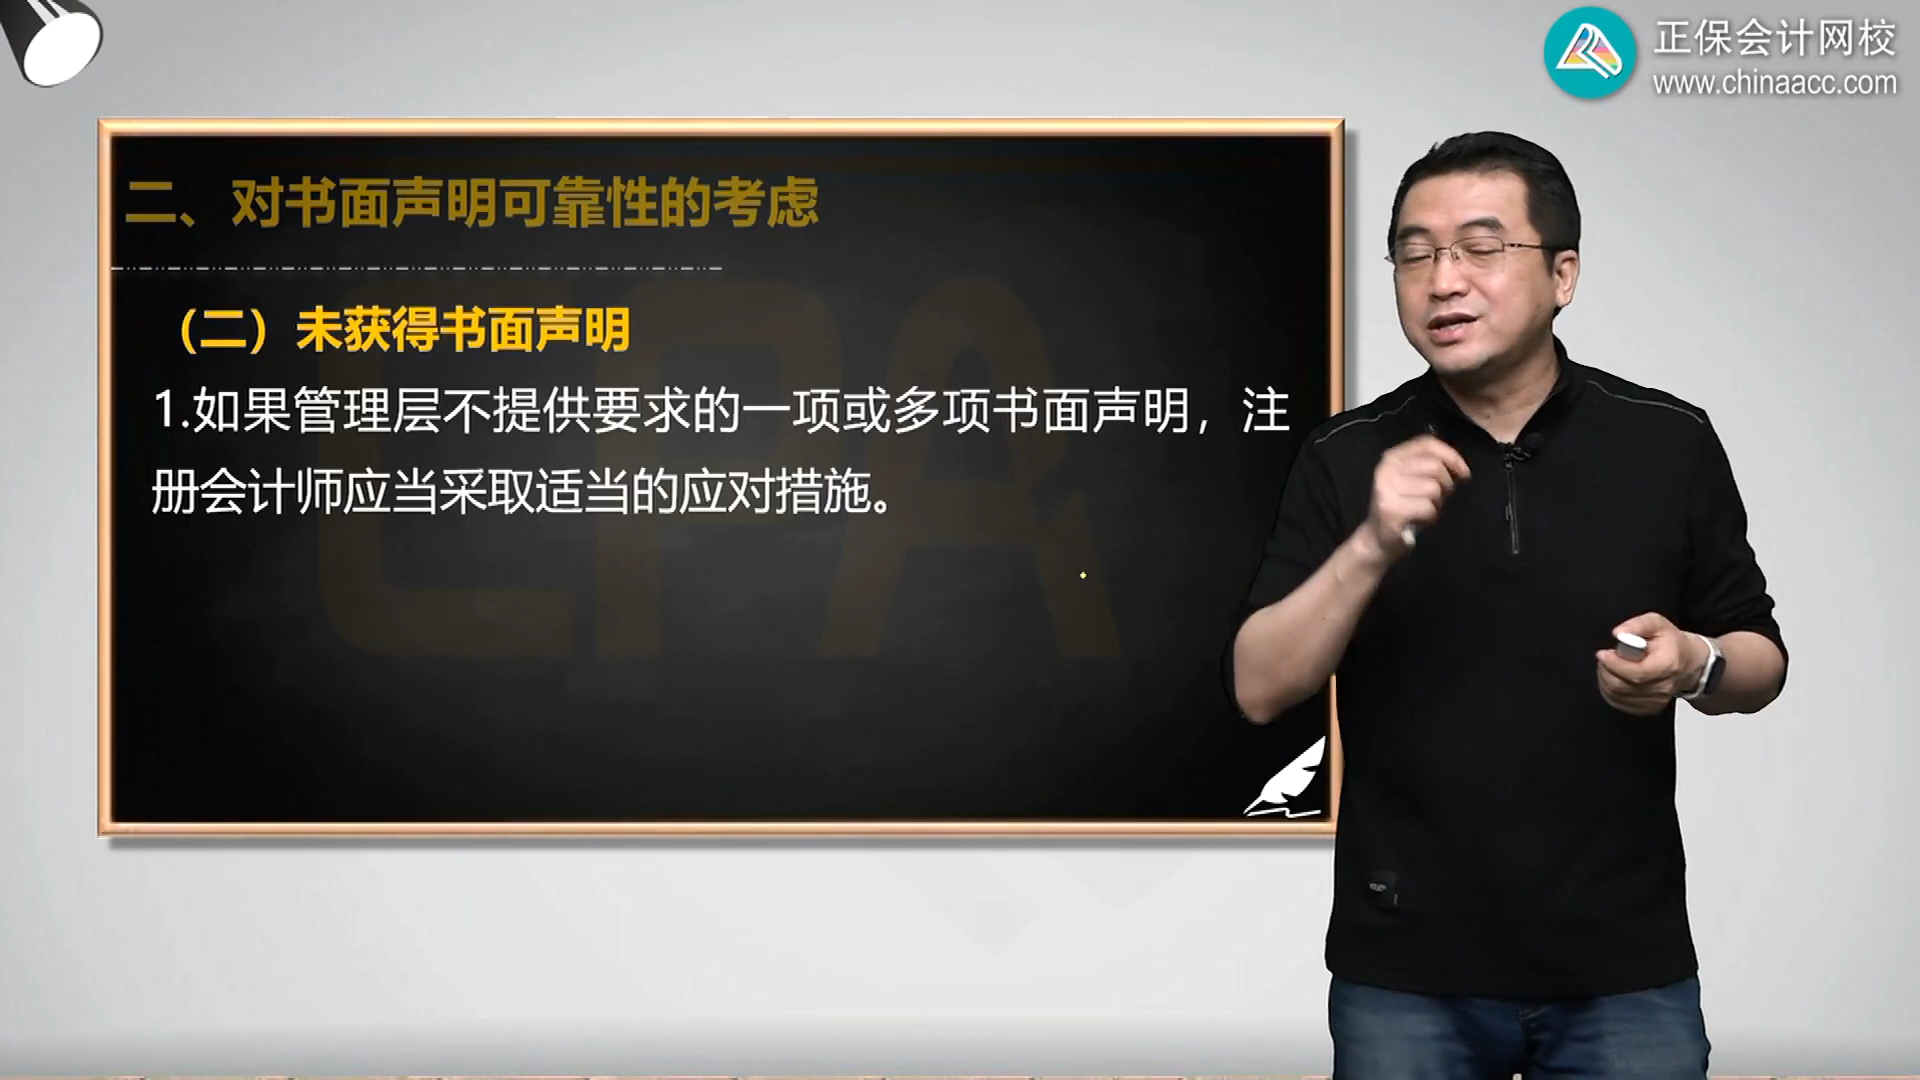 正保会计网校
www.chinaacc.com
二、对书面声明可靠性的考虑
（二）未获得书面声明
1.如果管理层不提供要求的一项或多项书面声明，注
册会计师应当采取适当的应对措施。
CPA